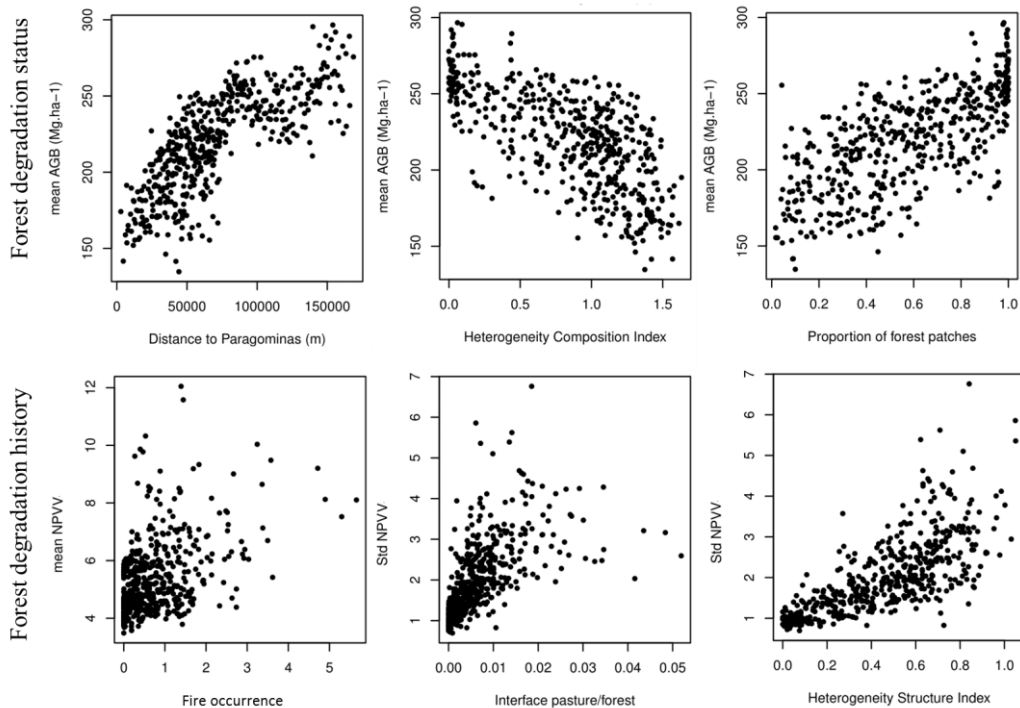 Forest degradation status
mean AGB (Mg.ha−1)
300
250
200
150
0 50000 100000 150000
Distance to Paragominas (m)
mean AGB (Mg.ha−1)
300
250
200
150
0.0 0.5 1.0 1.5
Heterogeneity Composition Index
mean AGB (Mg.ha−1)
300
250
200
150
0.0 0.2 0.4 0.6 0.8 1.0
Proportion of forest patches
Forest degradation history
mean NPVV
12
10
8
6
4
0 1 2 3 4 5
Fire occurrence
Std NPVV
7
6
5
4
3
2
1
0.00 0.01 0.02 0.03 0.04 0.05
Interface pasture/forest
Std NPVV
7
6
5
4
3
2
1
0.0 0.2 0.4 0.6 0.8 1.0
Heterogeneity Structure Index